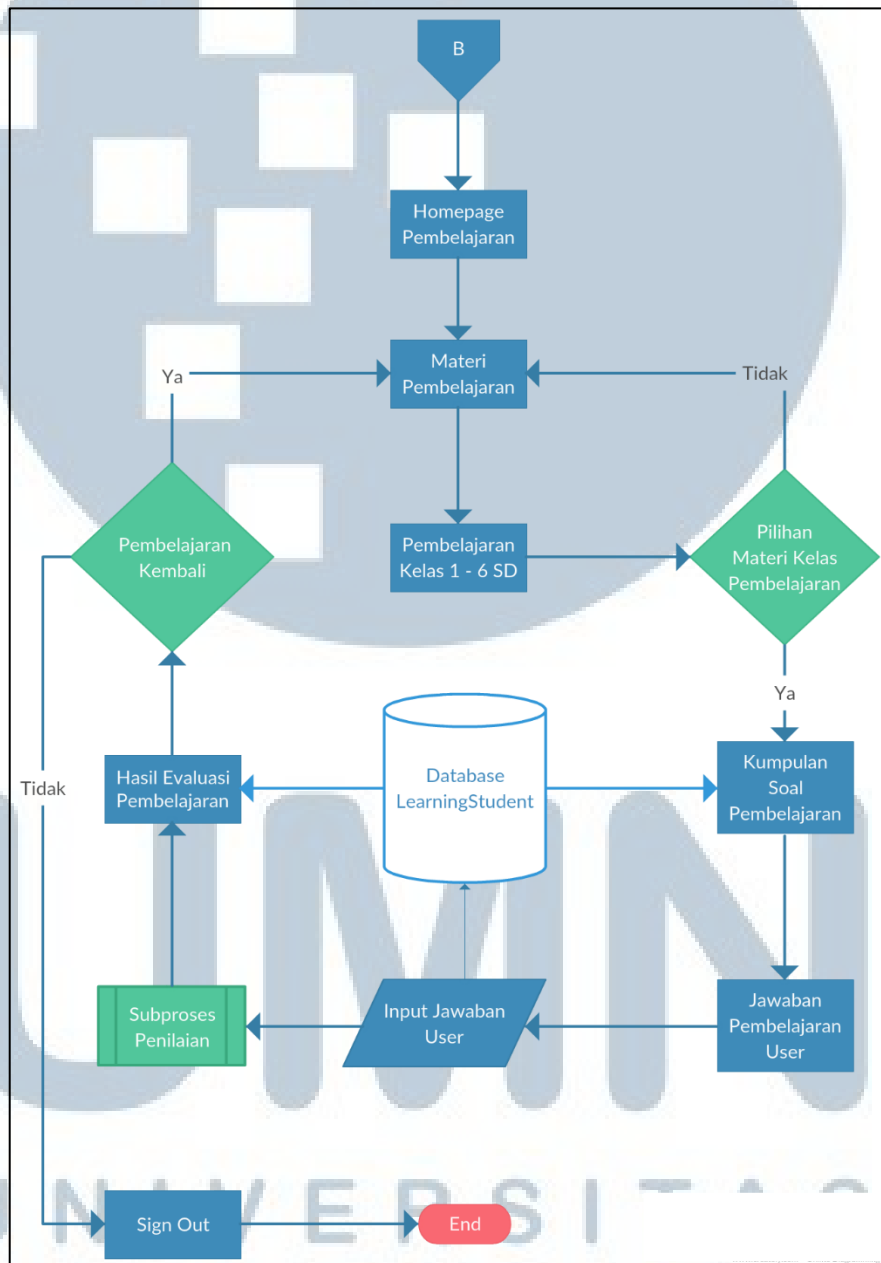 B
Homepage
Pembelajaran
Materi
Pembelajaran
Ya
Tidak
Pembelajaran
Kembali
Pembelajaran
Kelas 1 - 6 SD
Pilihan
Materi Kelas
Pembelajaran
Ya
Tidak
Hasil Evaluasi
Pembelajaran
Database
LearningStudent
Kumpulan
Soal
Pembelajaran
UMN
Subproses
Penilaian
Input Jawaban
User
Jawaban
Pembelajaran
User
Sign Out
End
UNIVERSITAS